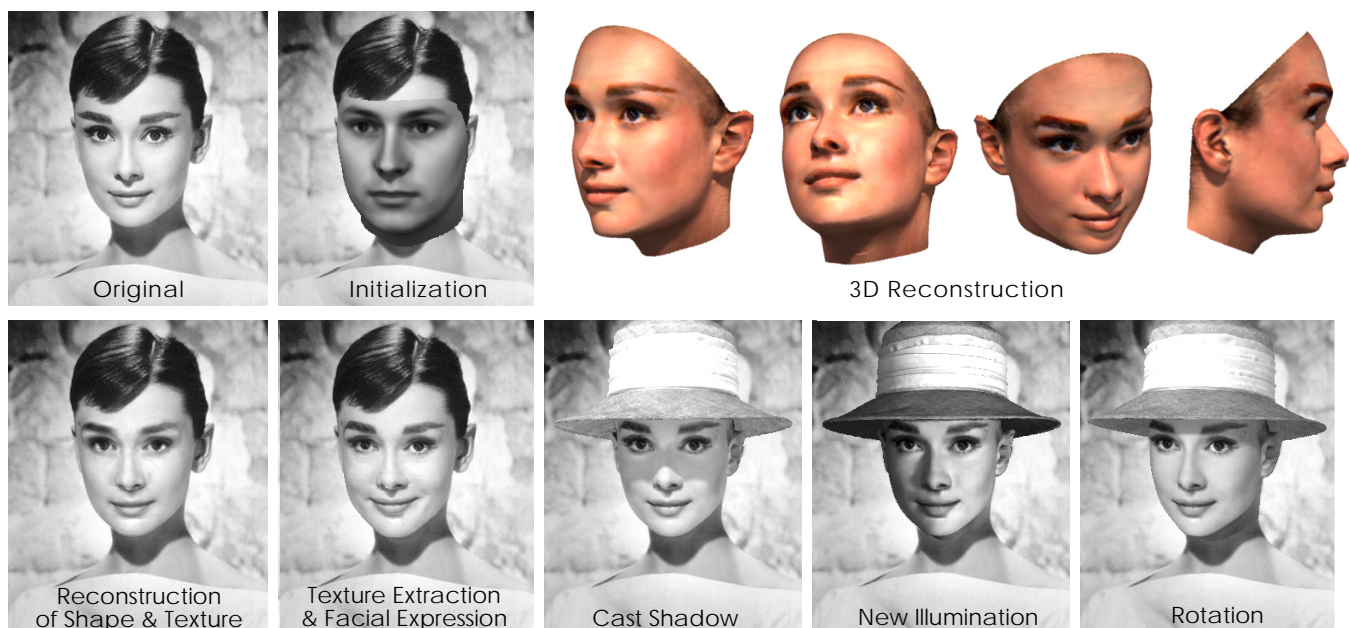 Original
Initialization
3D Reconstruction
Reconstruction
of Shape & Texture
Texture Extraction
& Facial Expression
Cast Shadow
New Illumination
Rotation